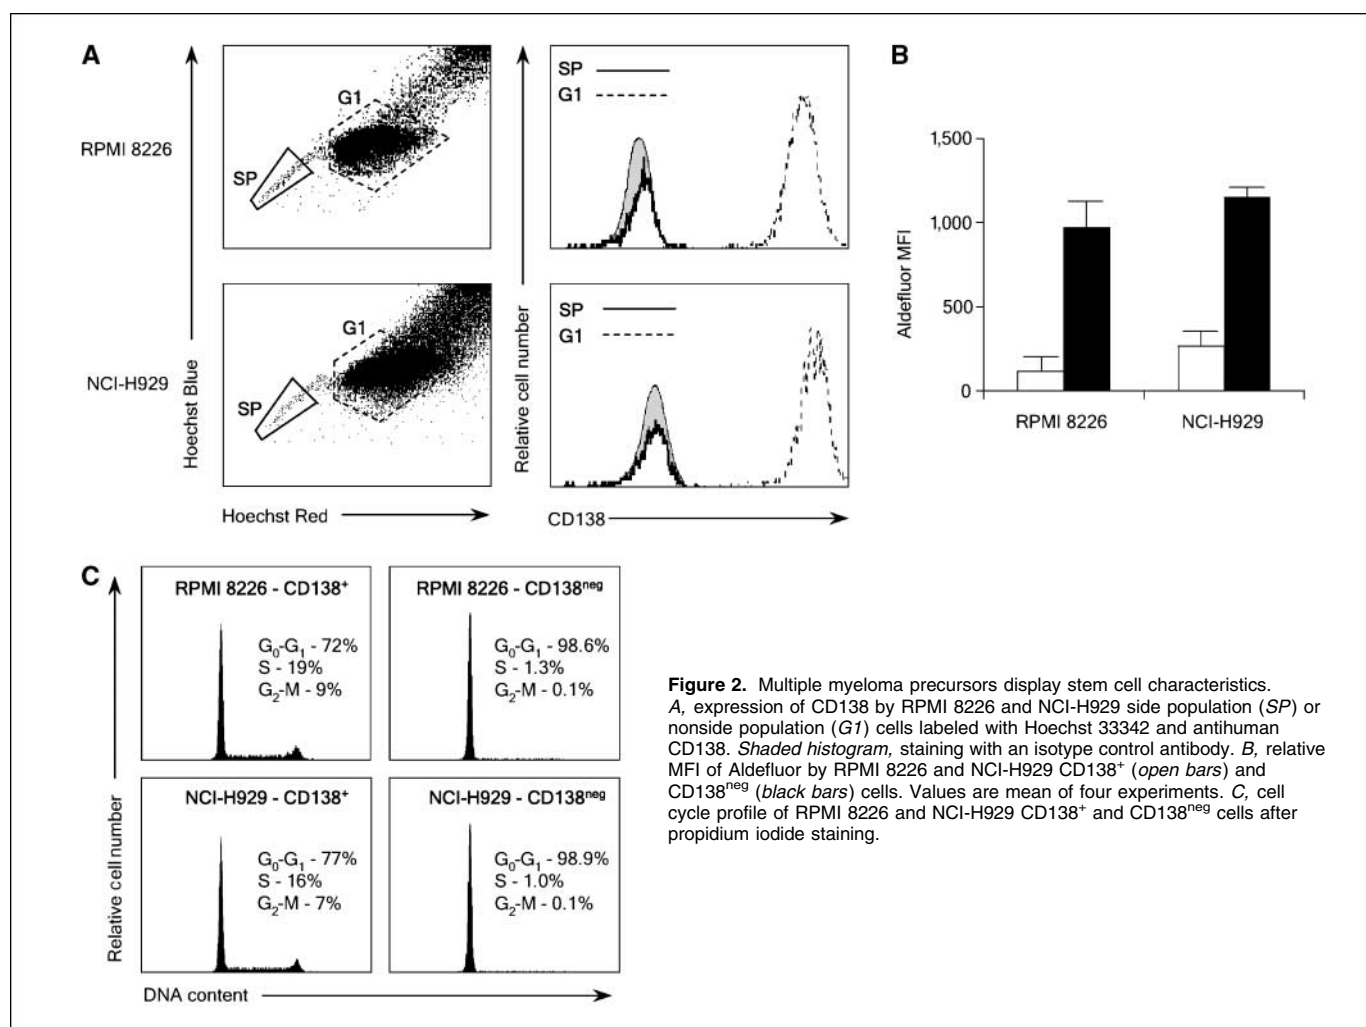 A
RPMI 8226
G1
SP
SP
G1
NCI-H929
G1
SP
SP
G1
Hoechst Blue
Hoechst Red
Relative cell number
CD138
B
Aldefluor MFI
1,500
1,000
500
0
RPMI 8226
NCI-H929
C
RPMI 8226 - CD138⁺
G₀-G₁ - 72%
S - 19%
G₂-M - 9%
RPMI 8226 - CD138ⁿᵉᵍ
G₀-G₁ - 98.6%
S - 1.3%
G₂-M - 0.1%
NCI-H929 - CD138⁺
G₀-G₁ - 77%
S - 16%
G₂-M - 7%
NCI-H929 - CD138ⁿᵉᵍ
G₀-G₁ - 98.9%
S - 1.0%
G₂-M - 0.1%
Relative cell number
DNA content
Figure 2. Multiple myeloma precursors display stem cell characteristics.
A, expression of CD138 by RPMI 8226 and NCI-H929 side population (SP) or
nonside population (G1) cells labeled with Hoechst 33342 and antihuman
CD138. Shaded histogram, staining with an isotype control antibody. B, relative
MFI of Aldefluor by RPMI 8226 and NCI-H929 CD138⁺ (open bars) and
CD138ⁿᵉᵍ (black bars) cells. Values are mean of four experiments. C, cell
cycle profile of RPMI 8226 and NCI-H929 CD138⁺ and CD138ⁿᵉᵍ cells after
propidium iodide staining.